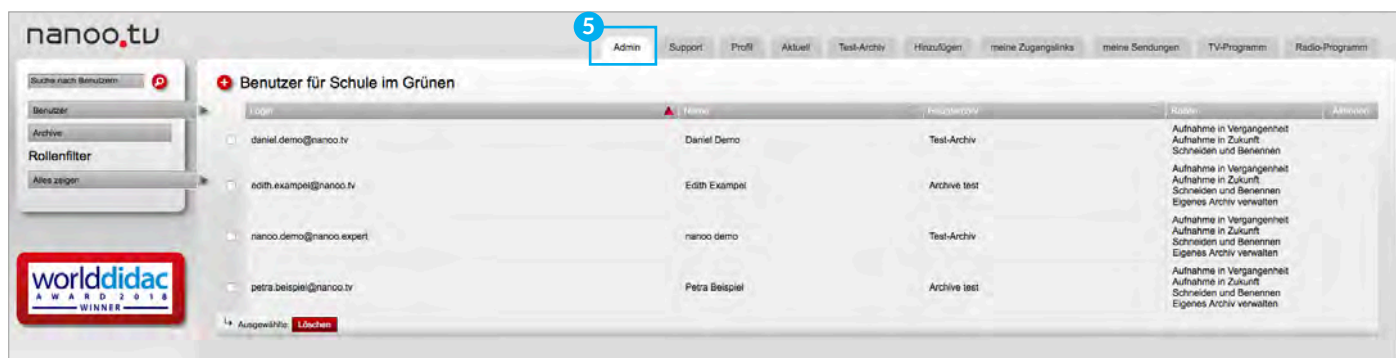 nanoo.tv
5
Admin Support Profil Aktuell Test-Archiv Hinzufügen meine Zugangslinks meine Sendungen TV-Programm Radio-Programm
Suche nach Benutzern
Benutzer
Archive
Rollenfilter
Alles zeigen
worlddidac
AWARD 2018
WINNER
Benutzer für Schule im Grünen
Login Name Hauptarchiv Rollen Aktionen
daniel.demo@nanoo.tv Daniel Demo Test-Archiv Aufnahme in Vergangenheit
Aufnahme in Zukunft
Schneiden und Benennen
edith.exampel@nanoo.tv Edith Exampel Archive test Aufnahme in Vergangenheit
Aufnahme in Zukunft
Schneiden und Benennen
Eigenes Archiv verwalten
nanoo.demo@nanoo.expert nanoo demo Test-Archiv Aufnahme in Vergangenheit
Aufnahme in Zukunft
Schneiden und Benennen
Eigenes Archiv verwalten
petra.beispiel@nanoo.tv Petra Beispiel Archive test Aufnahme in Vergangenheit
Aufnahme in Zukunft
Schneiden und Benennen
Eigenes Archiv verwalten
Ausgewählte: Löschen